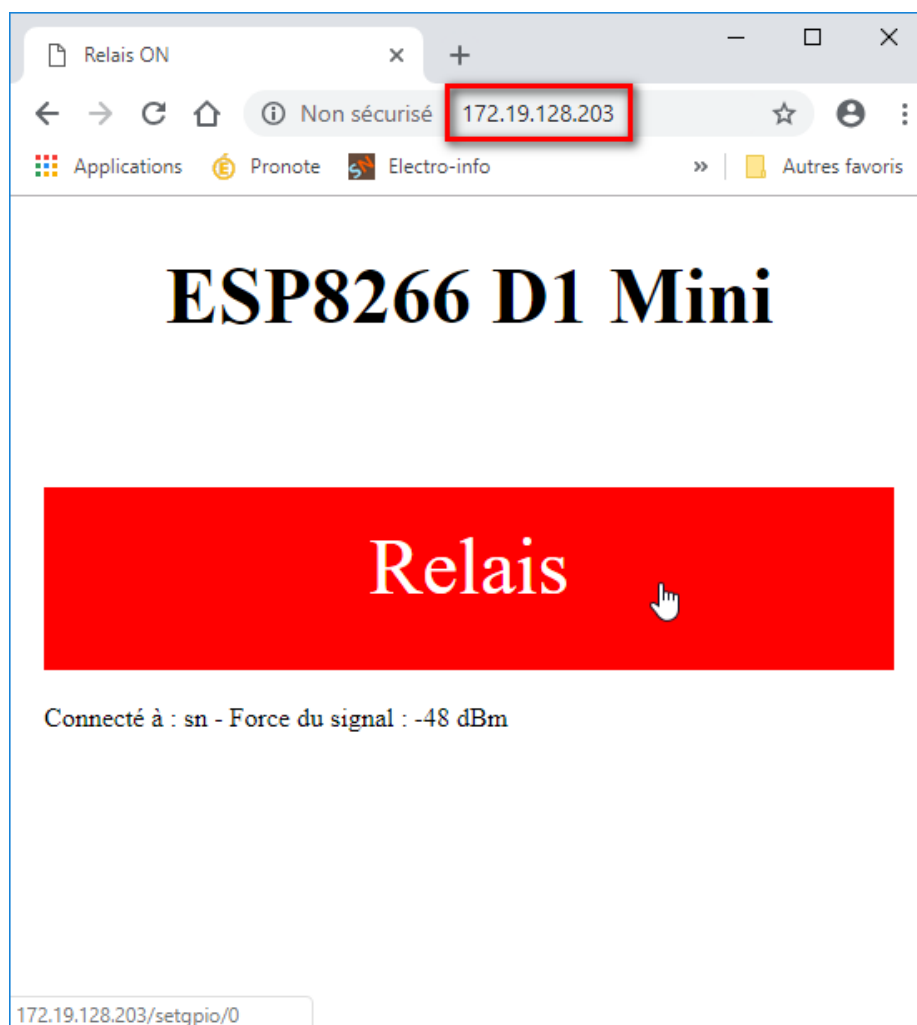 Relais ON
Non sécurisé 172.19.128.203
Applications Pronote Electro-info » Autres favoris
ESP8266 D1 Mini
Relais
Connecté à : sn - Force du signal : -48 dBm
172.19.128.203/setgpio/0